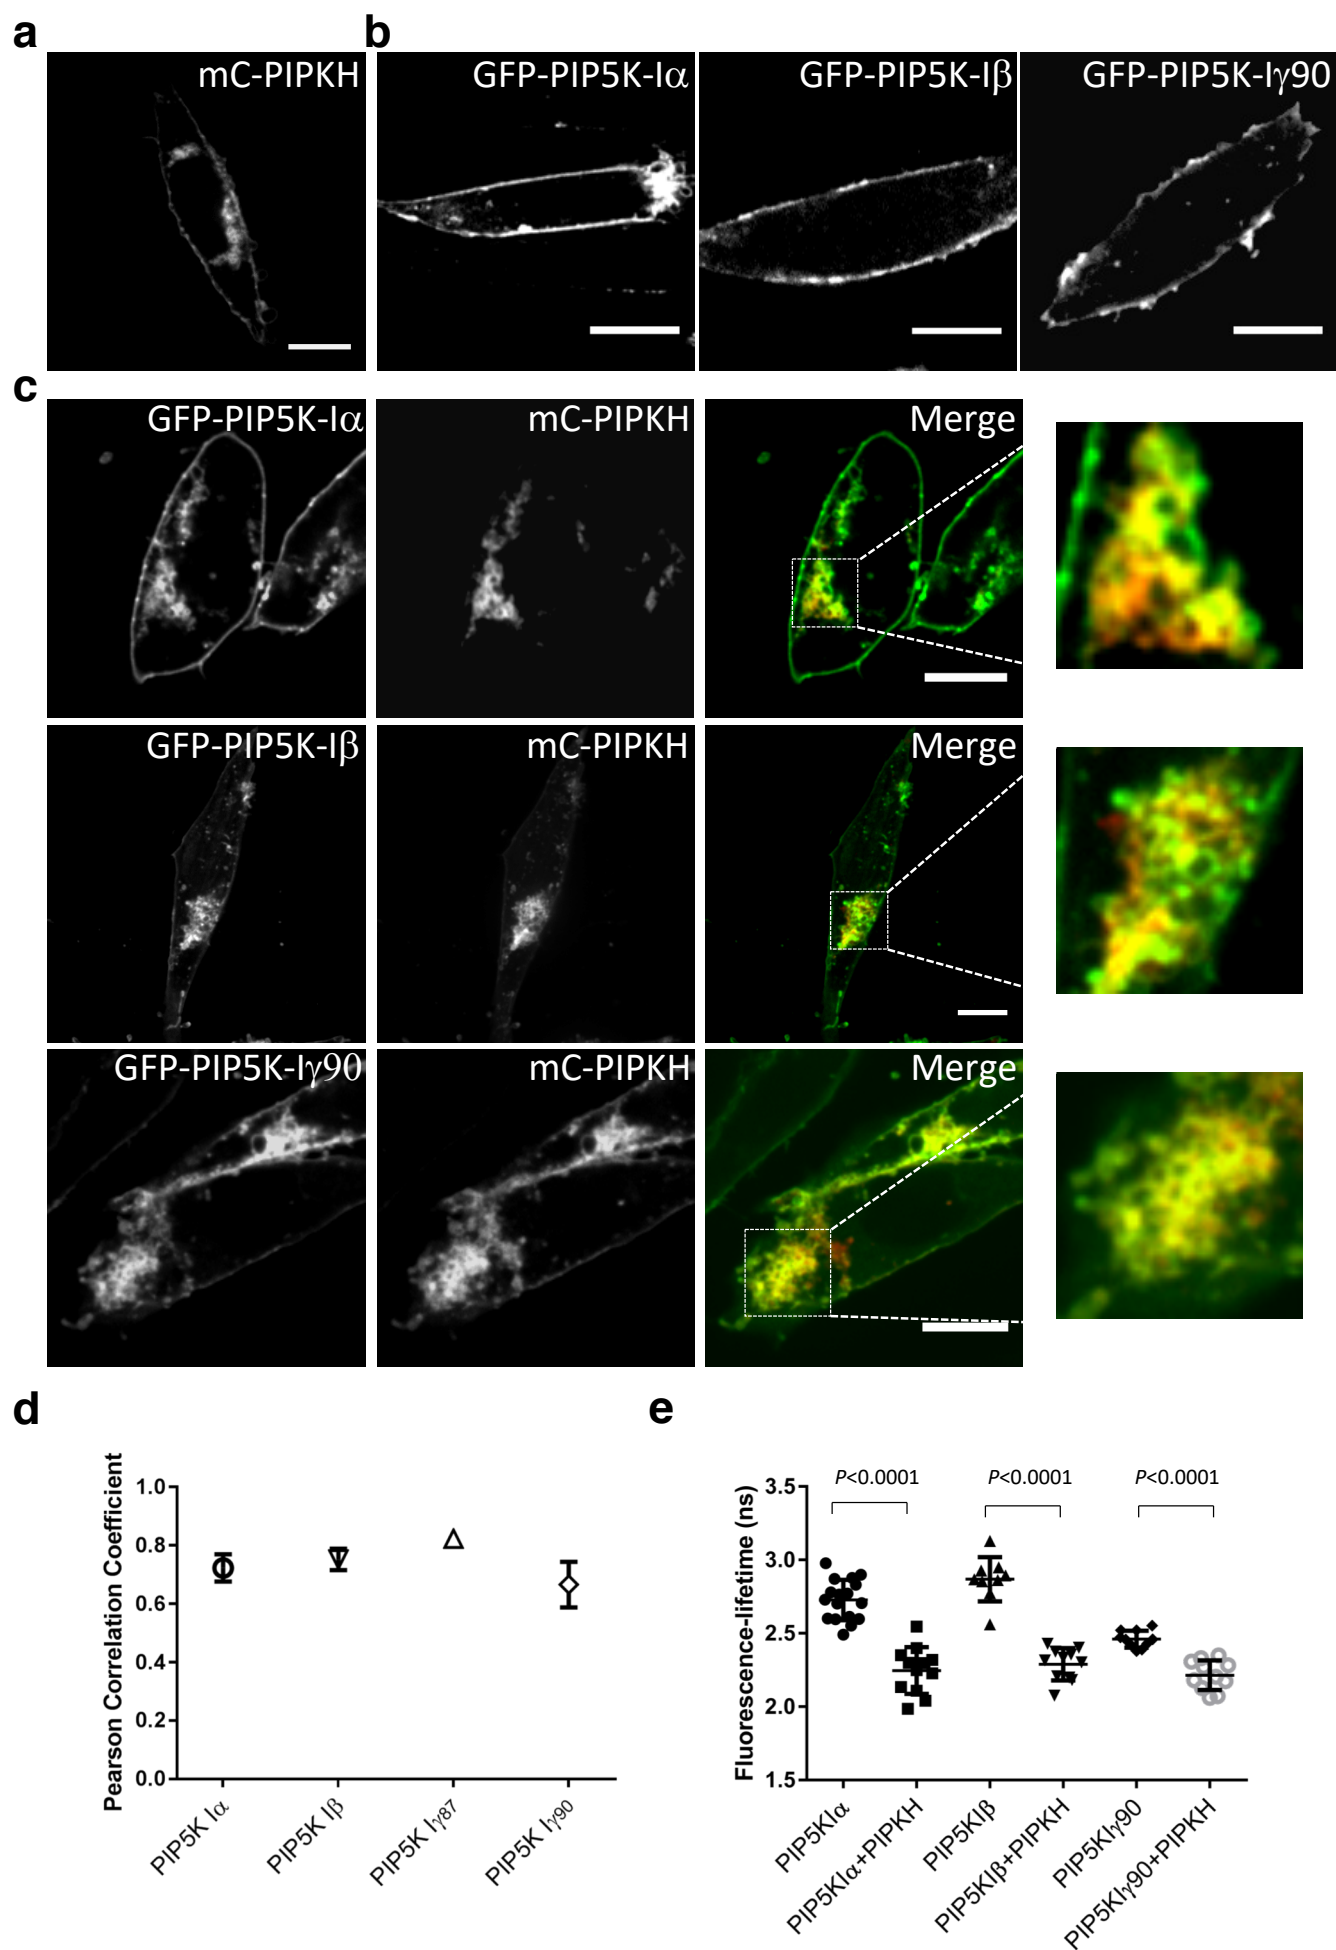 a
b
mC-PIPKH
GFP-PIP5K-Iα
GFP-PIP5K-Iβ
GFP-PIP5K-Iγ90
c
GFP-PIP5K-Iα
mC-PIPKH
Merge
GFP-PIP5K-Iβ
mC-PIPKH
Merge
GFP-PIP5K-Iγ90
mC-PIPKH
Merge
d
Pearson Correlation Coefficient
1.0
0.8
0.6
0.4
0.2
0.0
PIP5K Iα
PIP5K Iβ
PIP5K Iγ87
PIP5K Iγ90
e
Fluorescence-lifetime (ns)
P<0.0001
P<0.0001
P<0.0001
3.5
3.0
2.5
2.0
1.5
PIP5KIα
PIP5KIα+PIPKH
PIP5KIβ
PIP5KIβ+PIPKH
PIP5KIγ90
PIP5KIγ90+PIPKH